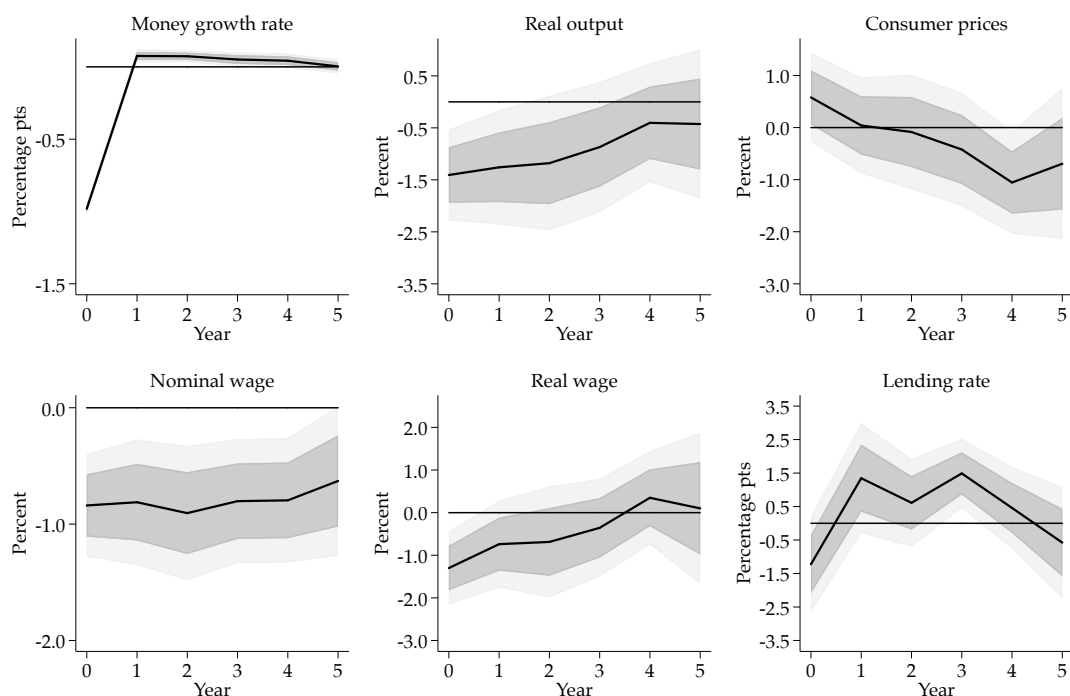 Money growth rate
Percentage pts
-0.5
-1.5
0 1 2 3 4 5
Year
Real output
Percent
0.5
-0.5
-1.5
-2.5
-3.5
0 1 2 3 4 5
Year
Consumer prices
Percent
1.0
0.0
-1.0
-2.0
-3.0
0 1 2 3 4 5
Year
Nominal wage
Percent
0.0
-1.0
-2.0
0 1 2 3 4 5
Year
Real wage
Percent
2.0
1.0
0.0
-1.0
-2.0
-3.0
0 1 2 3 4 5
Year
Lending rate
Percentage pts
3.5
2.5
1.5
0.5
-0.5
-1.5
-2.5
-3.5
0 1 2 3 4 5
Year